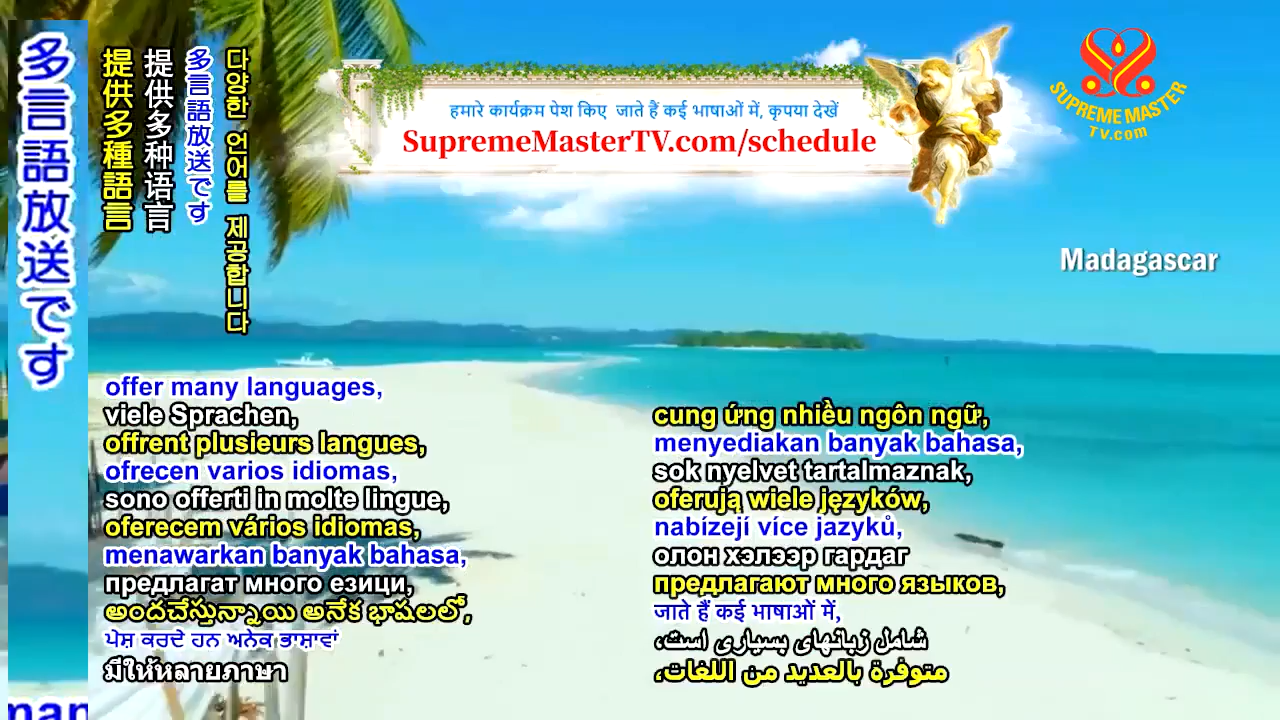 多言語放送です
提供多種語言
提供多种语言
多言語放送です
다양한 언어를 제공합니다
हमारे कार्यक्रम पेश किए जाते हैं कई भाषाओं में, कृपया देखें
SupremeMasterTV.com/schedule
SUPREME MASTER
TV.com
Madagascar
offer many languages,
viele Sprachen,
offrent plusieurs langues,
ofrecen varios idiomas,
sono offerti in molte lingue,
oferecem vários idiomas,
menawarkan banyak bahasa,
предлагат много езици,
అందచేస్తున్నాయి అనేక భాషలలో,
ਪੇਸ਼ ਕਰਦੇ ਹਨ ਅਨੇਕ ਭਾਸ਼ਾਵਾਂ
มีให้หลายภาษา
cung ứng nhiều ngôn ngữ,
menyediakan banyak bahasa,
sok nyelvet tartalmaznak,
oferują wiele języków,
nabízejí více jazyků,
олон хэлээр гардаг
предлагают много языков,
जाते हैं कई भाषाओं में,
شامل زبانهای بسیاری است،
متوفرة بالعديد من اللغات،